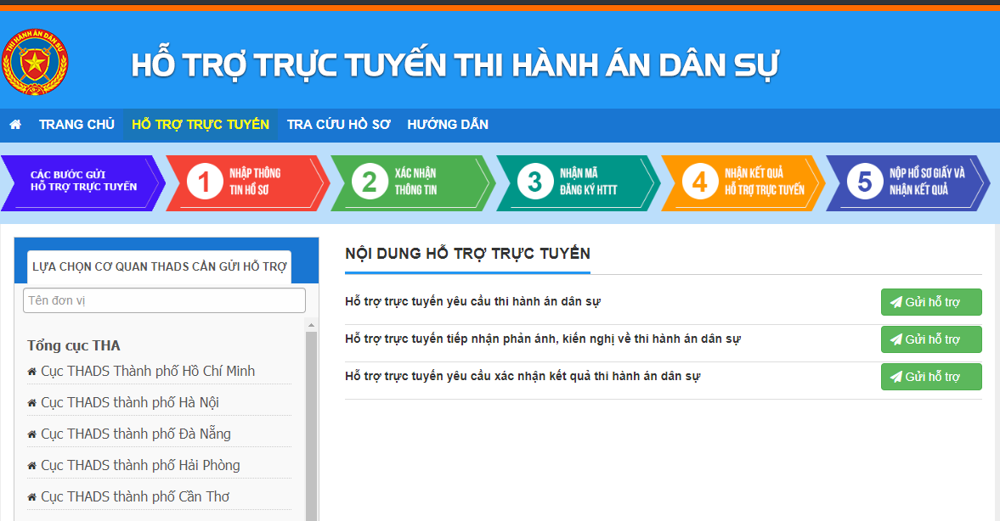 THI HÀNH ÁN DÂN SỰ
HỖ TRỢ TRỰC TUYẾN THI HÀNH ÁN DÂN SỰ
TRANG CHỦ HỖ TRỢ TRỰC TUYẾN TRA CỨU HỒ SƠ HƯỚNG DẪN
CÁC BƯỚC GỬI
HỖ TRỢ TRỰC TUYẾN
1
NHẬP THÔNG
TIN HỒ SƠ
2
XÁC NHẬN
THÔNG TIN
3
NHẬN MÃ
ĐĂNG KÝ HTTT
4
NHẬN KẾT QUẢ
HỖ TRỢ TRỰC TUYẾN
5
NỘP HỒ SƠ GIẤY VÀ
NHẬN KẾT QUẢ
LỰA CHỌN CƠ QUAN THADS CẦN GỬI HỖ TRỢ
Tên đơn vị
Tổng cục THA
Cục THADS Thành phố Hồ Chí Minh
Cục THADS thành phố Hà Nội
Cục THADS thành phố Đà Nẵng
Cục THADS thành phố Hải Phòng
Cục THADS thành phố Cần Thơ
NỘI DUNG HỖ TRỢ TRỰC TUYẾN
Hỗ trợ trực tuyến yêu cầu thi hành án dân sự Gửi hỗ trợ
Hỗ trợ trực tuyến tiếp nhận phản ánh, kiến nghị về thi hành án dân sự Gửi hỗ trợ
Hỗ trợ trực tuyến yêu cầu xác nhận kết quả thi hành án dân sự Gửi hỗ trợ